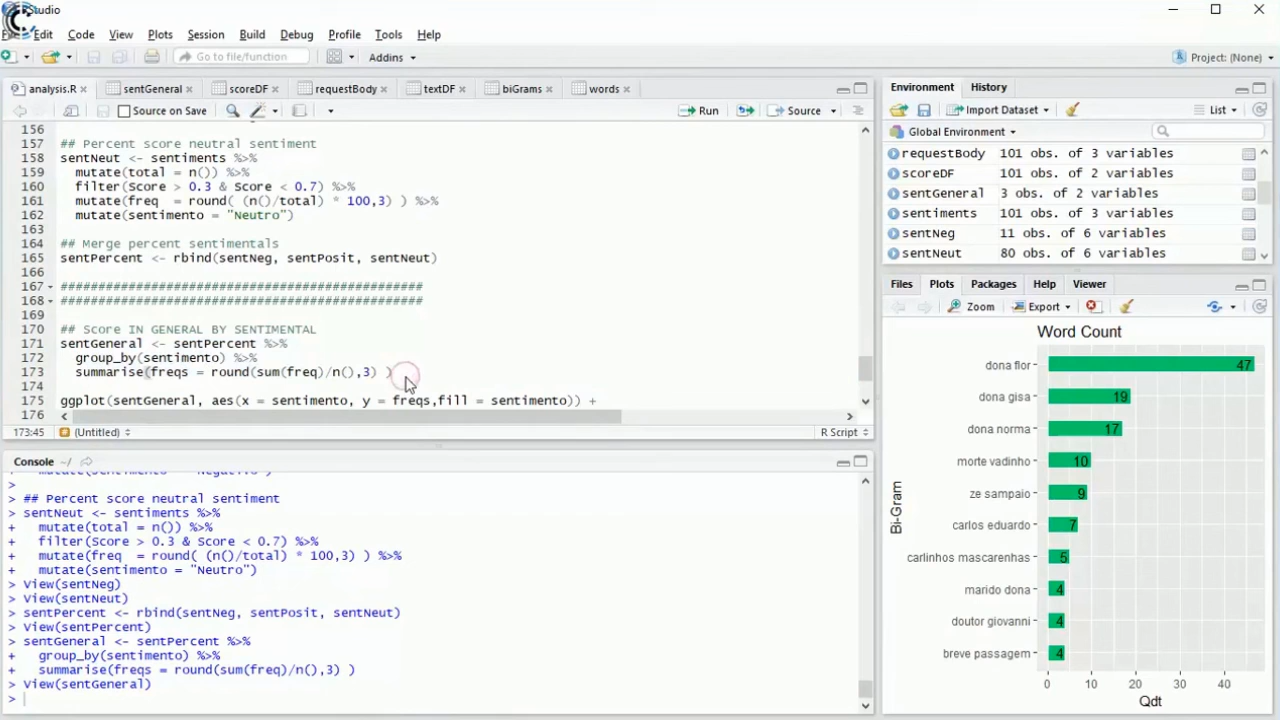 RStudio
File Edit Code View Plots Session Build Debug Profile Tools Help
Go to file/function
Addins
Project: (None)
analysis.R
sentGeneral
scoreDF
requestBody
textDF
biGrams
words
Source on Save
Run
Source
156
157 ## Percent score neutral sentiment
158 sentNeut <- sentiments %>%
159 mutate(total = n()) %>%
160 filter(Score > 0.3 & Score < 0.7) %>%
161 mutate(freq  = round( (n()/total) * 100,3) ) %>%
162 mutate(sentimento = "Neutro")
163
164 ## Merge percent sentimentals
165 sentPercent <- rbind(sentNeg, sentPosit, sentNeut)
166
167 ################################################
168 ################################################
169
170 ## Score IN GENERAL BY SENTIMENTAL
171 sentGeneral <- sentPercent %>%
172 group_by(sentimento) %>%
173 summarise(freqs = round(sum(freq)/n(),3) )
174
175 ggplot(sentGeneral, aes(x = sentimento, y = freqs,fill = sentimento)) +
176
173:45 (Untitled) R Script
Console ~/
>
> ## Percent score neutral sentiment
> sentNeut <- sentiments %>%
+ mutate(total = n()) %>%
+ filter(Score > 0.3 & Score < 0.7) %>%
+ mutate(freq  = round( (n()/total) * 100,3) ) %>%
+ mutate(sentimento = "Neutro")
> View(sentNeg)
> View(sentNeut)
> sentPercent <- rbind(sentNeg, sentPosit, sentNeut)
> View(sentPercent)
> sentGeneral <- sentPercent %>%
+ group_by(sentimento) %>%
+ summarise(freqs = round(sum(freq)/n(),3) )
> View(sentGeneral)
>
Environment History
Import Dataset List
Global Environment
requestBody 101 obs. of 3 variables
scoreDF 101 obs. of 2 variables
sentGeneral 3 obs. of 2 variables
sentiments 101 obs. of 3 variables
sentNeg 11 obs. of 6 variables
sentNeut 80 obs. of 6 variables
Files Plots Packages Help Viewer
Zoom Export
Word Count
dona flor 47
dona gisa 19
dona norma 17
morte vadinho 10
ze sampaio 9
carlos eduardo 7
carlinhos mascarenhas 5
marido dona 4
doutor giovanni 4
breve passagem 4
Bi-Gram
0 10 20 30 40
Qdt